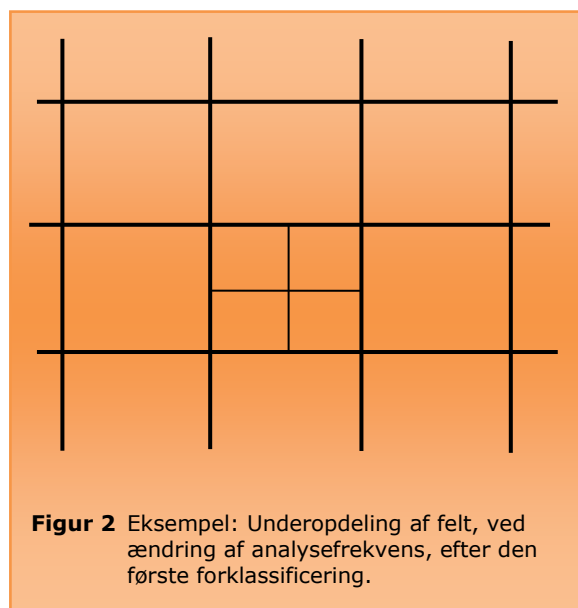 Figur 2 Eksempel: Underopdeling af felt, ved
ændring af analysefrekvens, efter den
første forklassificering.